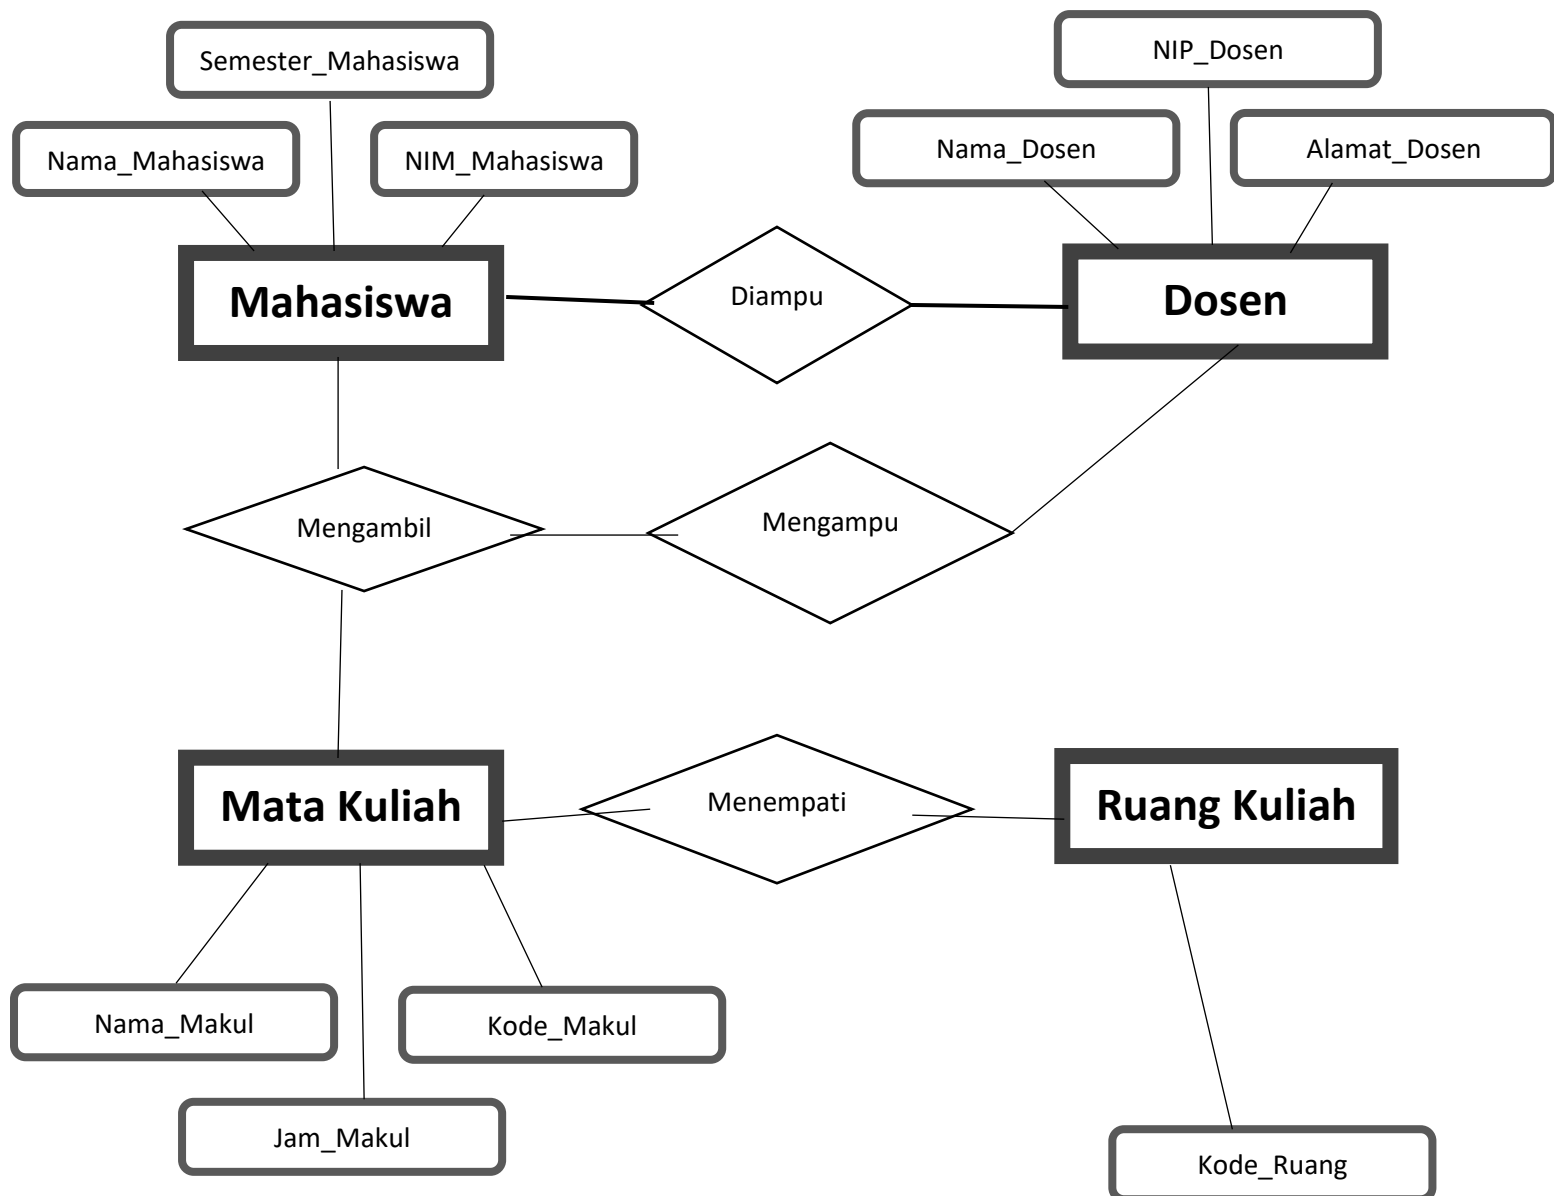 Semester_Mahasiswa
NIP_Dosen
Nama_Mahasiswa
NIM_Mahasiswa
Nama_Dosen
Alamat_Dosen
Mahasiswa
Diampu
Dosen
Mengambil
Mengampu
Mata Kuliah
Menempati
Ruang Kuliah
Nama_Makul
Kode_Makul
Jam_Makul
Kode_Ruang